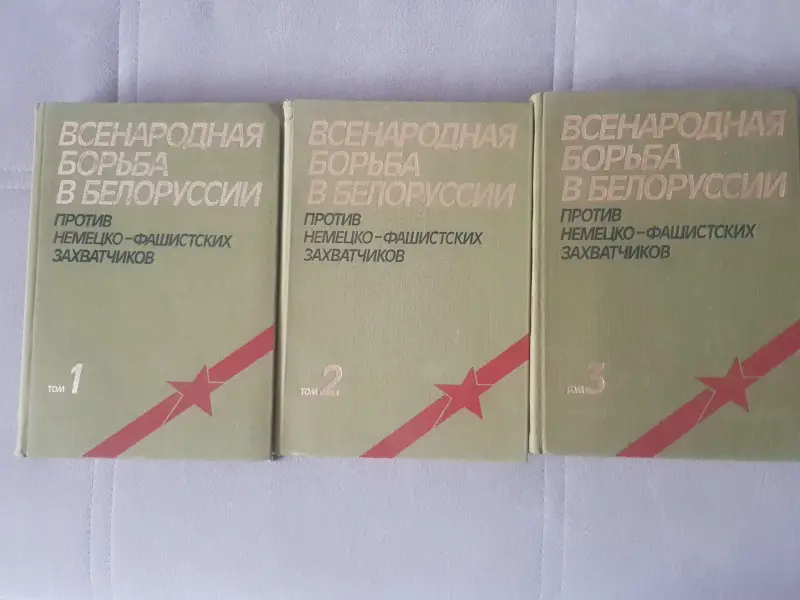 ВСЕНАРОДНАЯ
БОРЬБА
В БЕЛОРУССИИ
ПРОТИВ
НЕМЕЦКО-ФАШИСТСКИХ
ЗАХВАТЧИКОВ
ТОМ 1
ВСЕНАРОДНАЯ
БОРЬБА
В БЕЛОРУССИИ
ПРОТИВ
НЕМЕЦКО-ФАШИСТСКИХ
ЗАХВАТЧИКОВ
ТОМ 2
ВСЕНАРОДНАЯ
БОРЬБА
В БЕЛОРУССИИ
ПРОТИВ
НЕМЕЦКО-ФАШИСТСКИХ
ЗАХВАТЧИКОВ
ТОМ 3